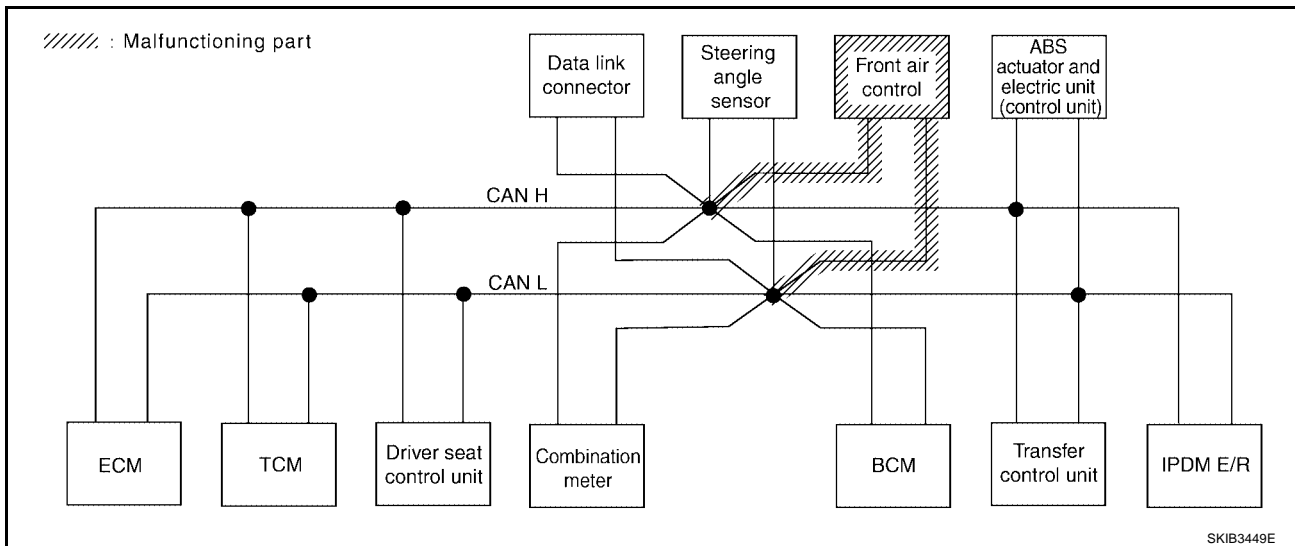 : Malfunctioning part
Data link
connector
Steering
angle
sensor
Front air
control
ABS
actuator and
electric unit
(control unit)
CAN H
CAN L
ECM
TCM
Driver seat
control unit
Combination
meter
BCM
Transfer
control unit
IPDM E/R
SKIB3449E